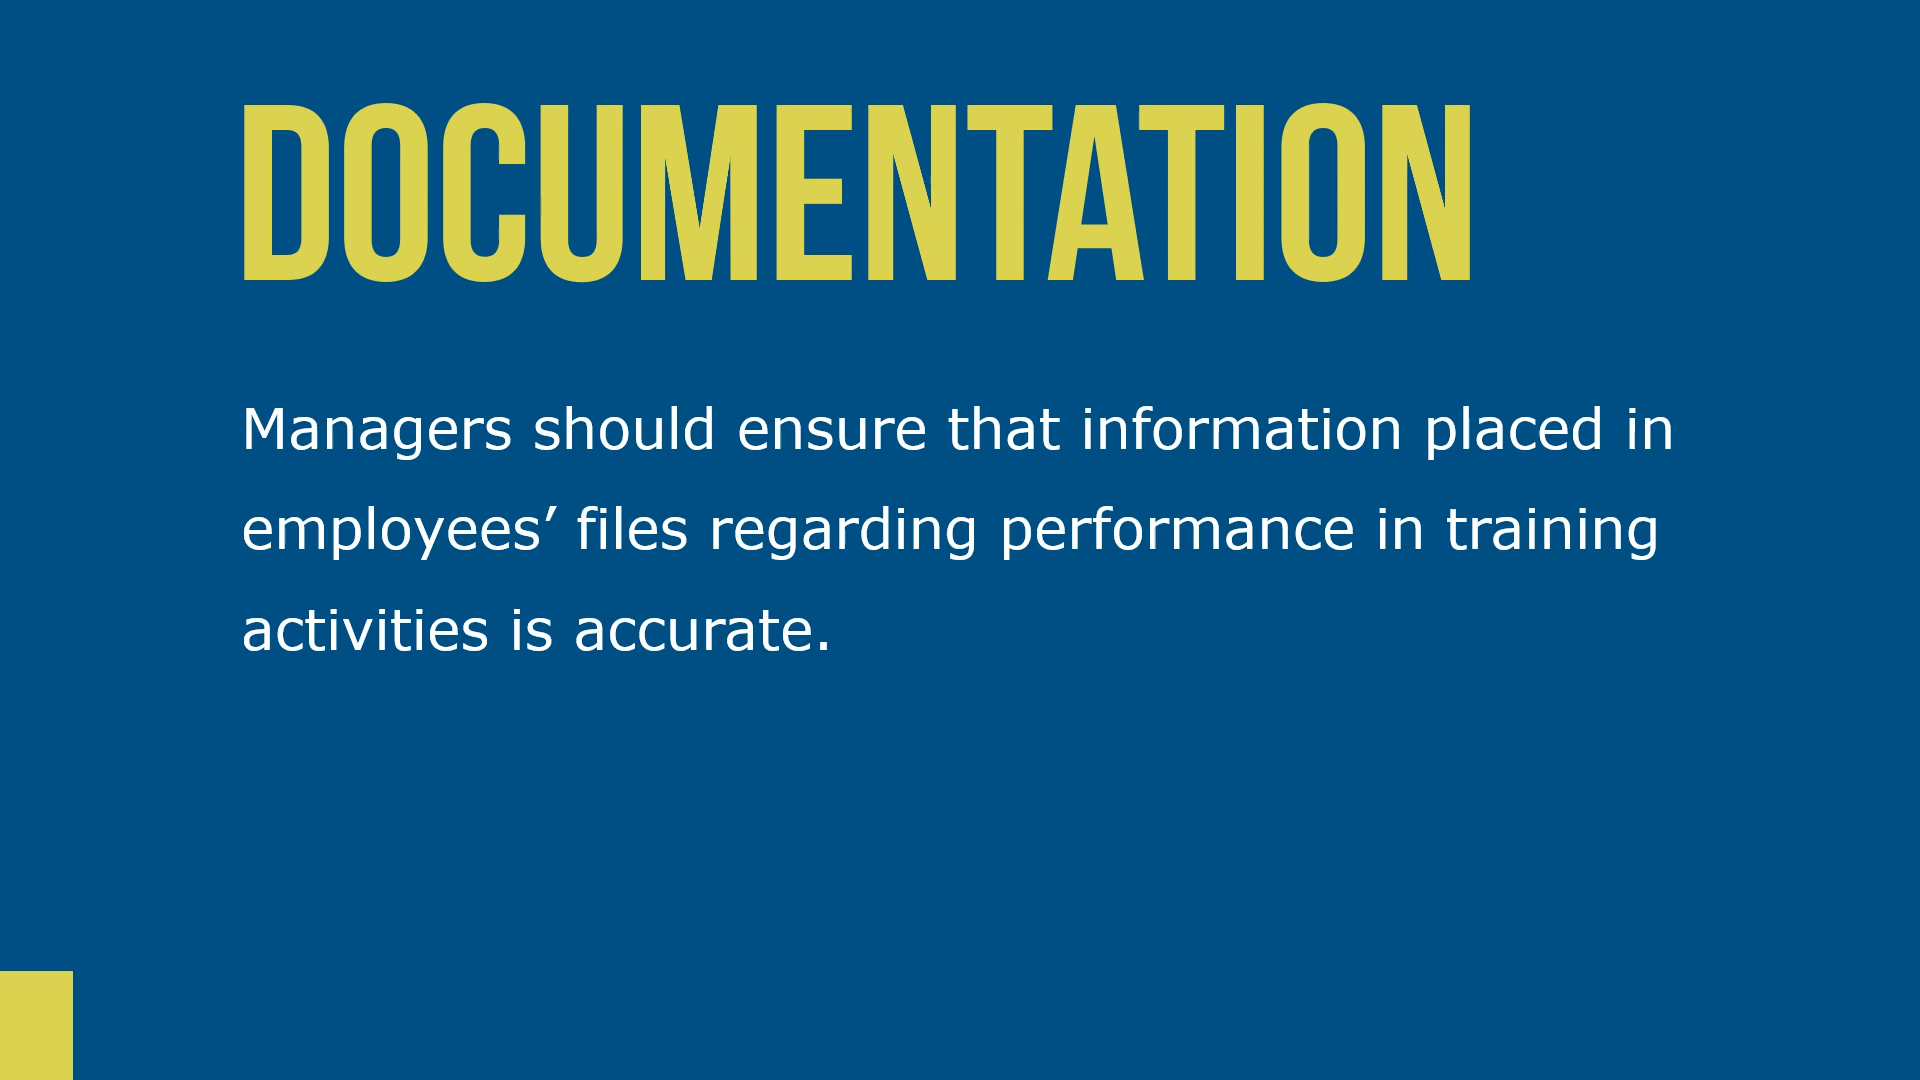 DOCUMENTATION
Managers should ensure that information placed in
employees’ files regarding performance in training
activities is accurate.